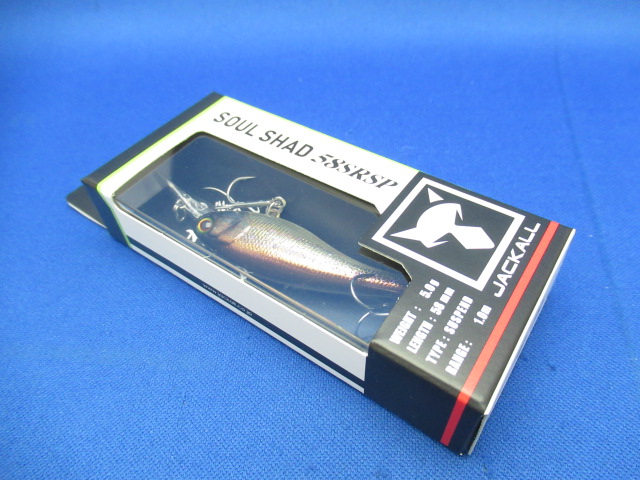 SOUL SHAD 58SRSP
JACKALL
WEIGHT : 5.0g
LENGTH : 58mm
TYPE : SUSPEND
RANGE : 1.0m